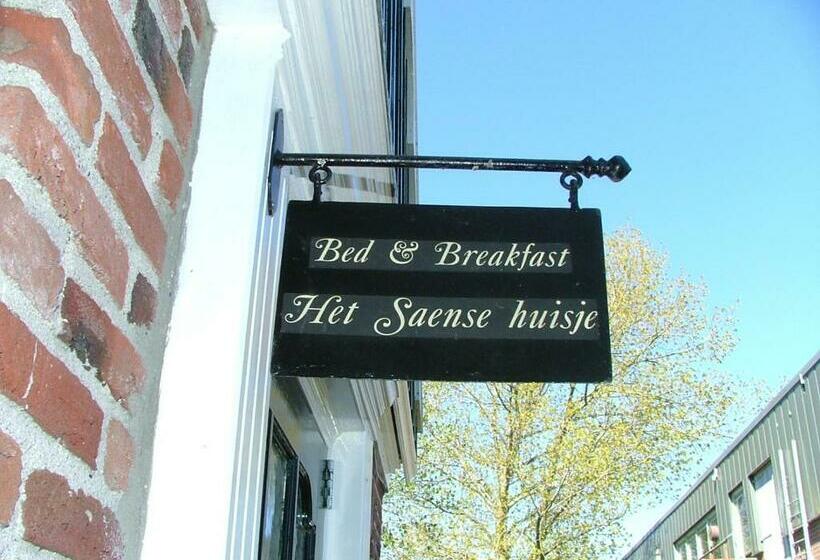 Bed & Breakfast
Het Saense huisje